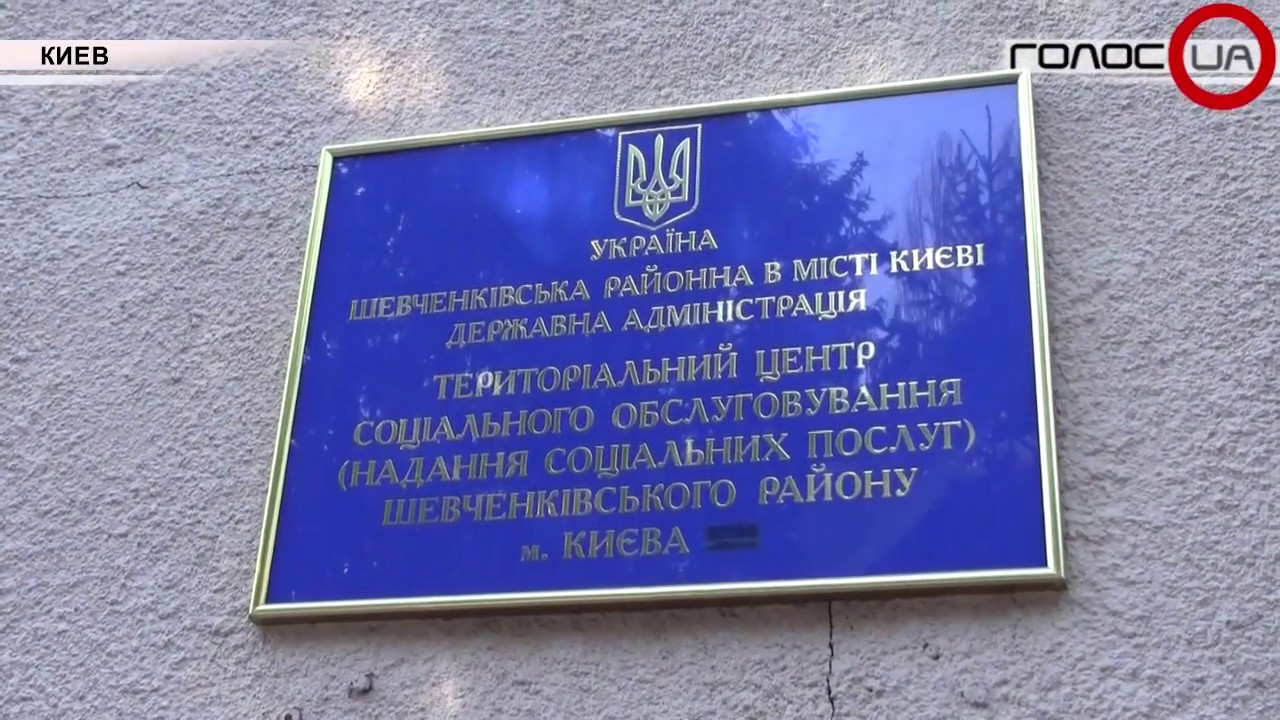 КИЕВ
ГОЛОС UA
УКРАЇНА
ШЕВЧЕНКІВСЬКА РАЙОННА В МІСТІ КИЄВІ
ДЕРЖАВНА АДМІНІСТРАЦІЯ
ТЕРИТОРІАЛЬНИЙ ЦЕНТР
СОЦІАЛЬНОГО ОБСЛУГОВУВАННЯ
(НАДАННЯ СОЦІАЛЬНИХ ПОСЛУГ)
ШЕВЧЕНКІВСЬКОГО РАЙОНУ
м. КИЄВА